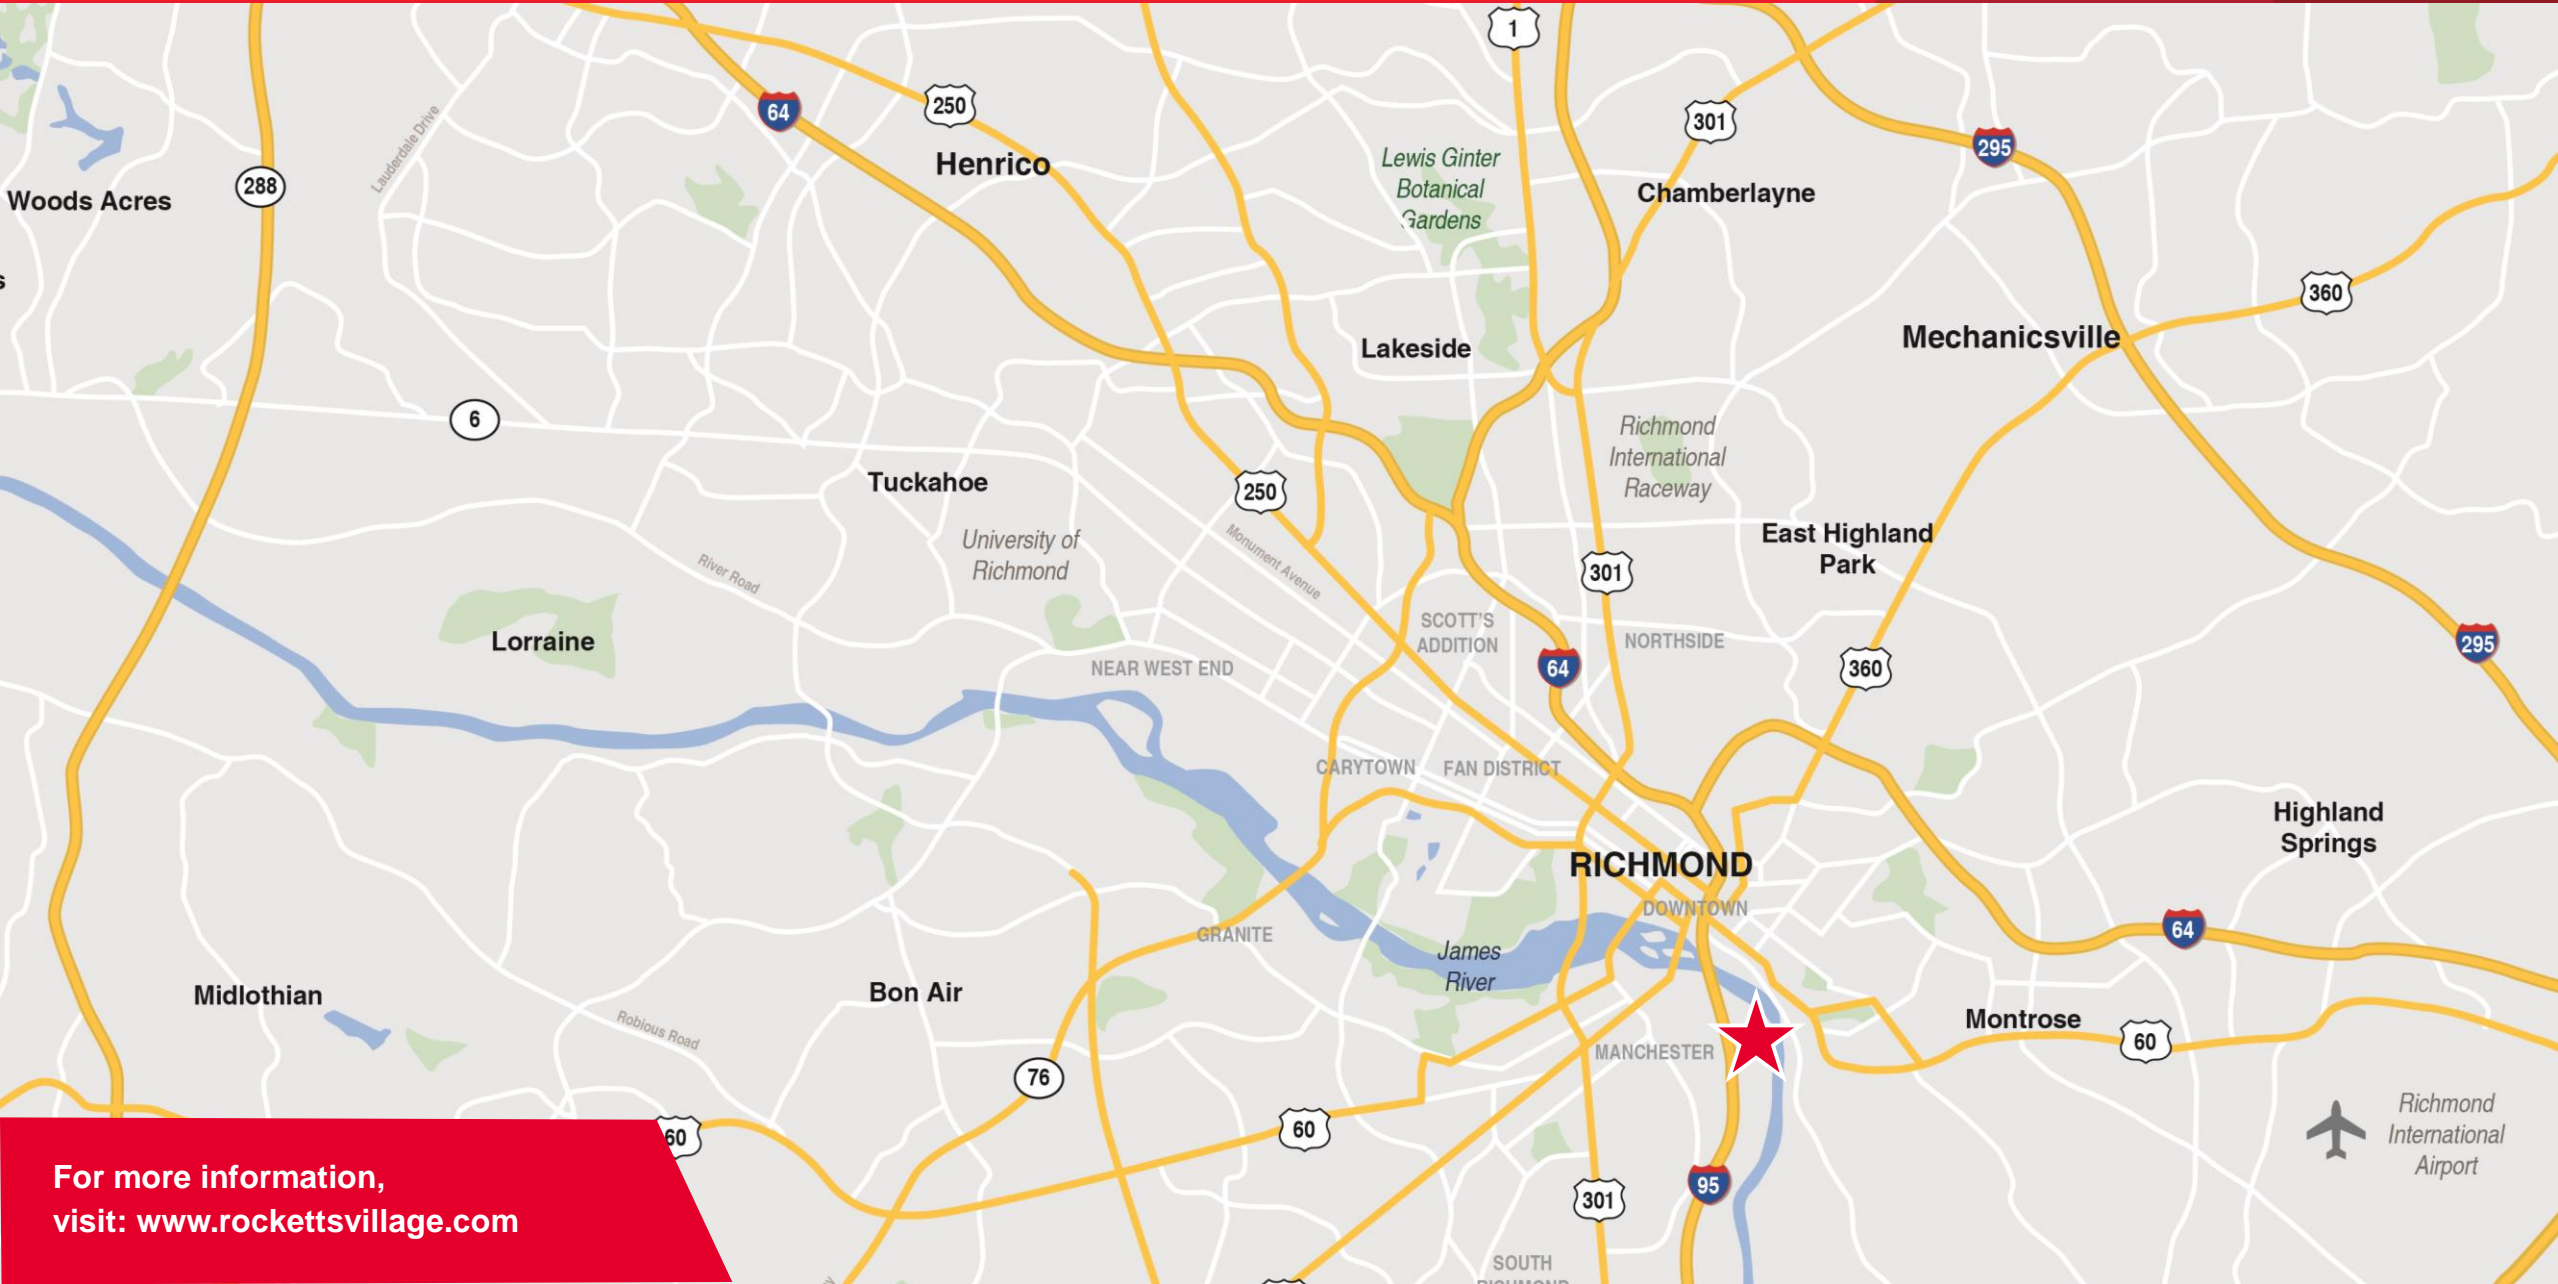 1
250
64
301
Lauderdale Drive
Henrico
Lewis Ginter
Botanical
Gardens
295
288
Woods Acres
Chamberlayne
s
360
Mechanicsville
Lakeside
6
Richmond
International
Raceway
Tuckahoe
250
University of
Richmond
Monument Avenue
East Highland
Park
River Road
301
SCOTT'S
ADDITION
Lorraine
NORTHSIDE
295
NEAR WEST END
64
360
CARYTOWN
FAN DISTRICT
Highland
Springs
RICHMOND
DOWNTOWN
GRANITE
64
James
River
Midlothian
Bon Air
Robious Road
Montrose
60
MANCHESTER
76
Richmond
International
Airport
60
60
95
301
For more information,
visit: www.rockettsvillage.com
SOUTH
RICHMOND